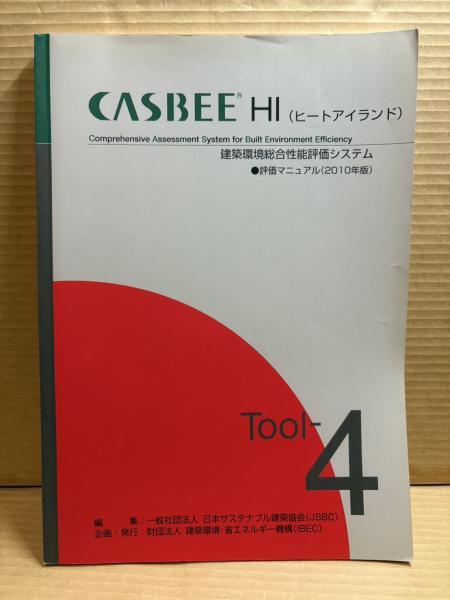 CASBEE® HI（ヒートアイランド）
Comprehensive Assessment System for Built Environment Efficiency
建築環境総合性能評価システム
●評価マニュアル（2010年版）
Tool-4
編　　集：一般社団法人 日本サステナブル建築協会（JSBC）
企画・発行：財団法人 建築環境・省エネルギー機構（IBEC）